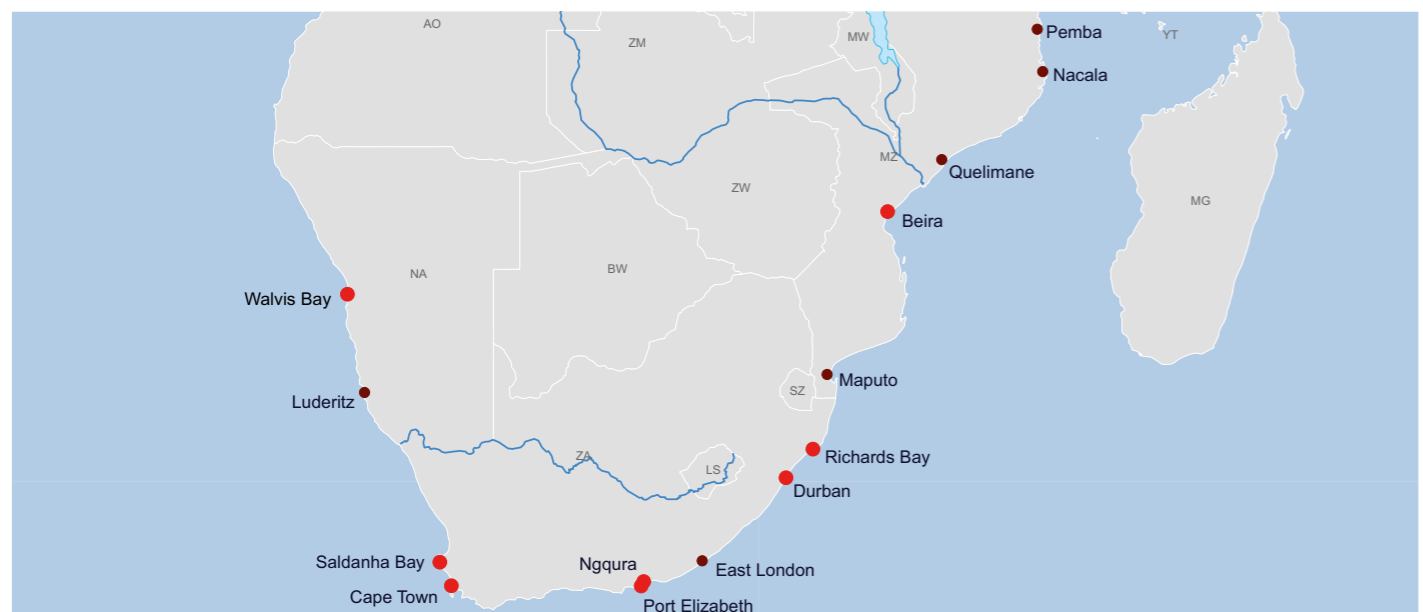 AO
ZM
MW
Pemba
YT
Nacala
MZ
Quelimane
ZW
MG
Beira
NA
BW
Walvis Bay
Maputo
SZ
Luderitz
ZA
LS
Richards Bay
Durban
Saldanha Bay
Ngqura
East London
Cape Town
Port Elizabeth